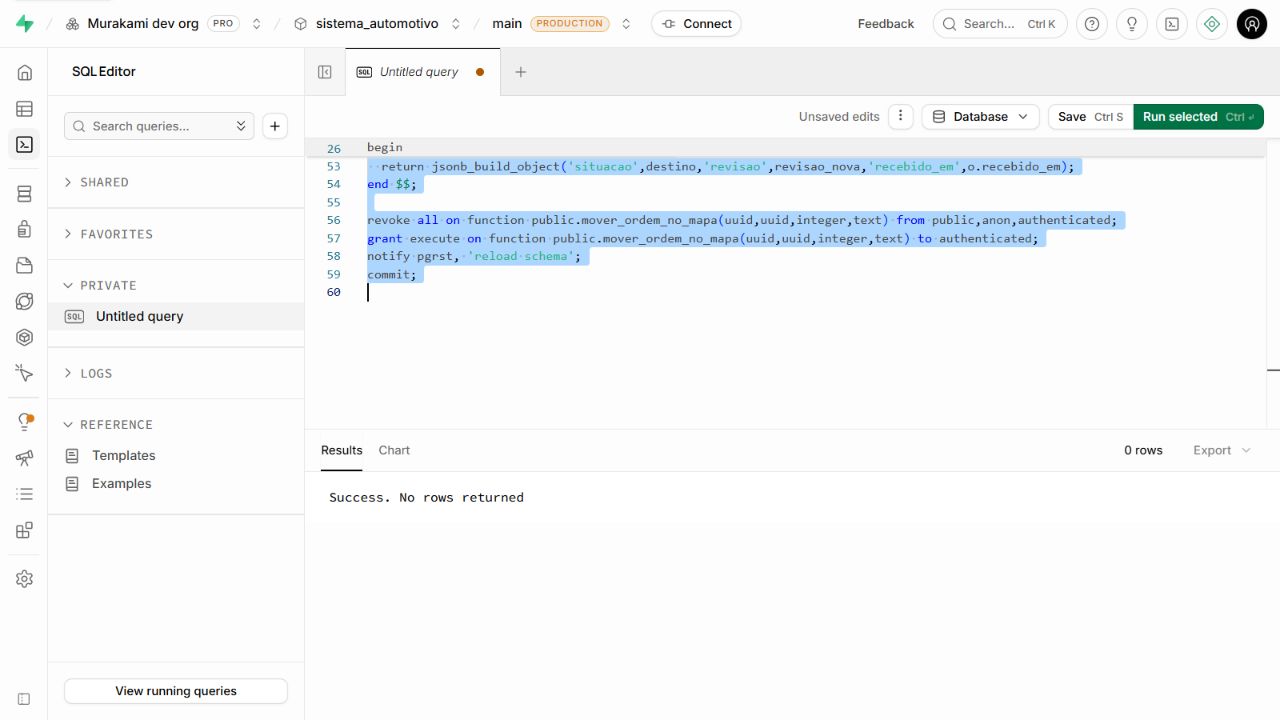 Murakami dev org PRO / sistema_automotivo / main PRODUCTION Connect Feedback Search... Ctrl K
SQL Editor
Untitled query
Search queries...
Unsaved edits Database Save Ctrl S Run selected Ctrl ↵
SHARED
FAVORITES
PRIVATE
Untitled query
LOGS
REFERENCE
Templates
Examples
View running queries
26 begin
53 return jsonb_build_object('situacao',destino,'revisao',revisao_nova,'recebido_em',o.recebido_em);
54 end $$;
55
56 revoke all on function public.mover_ordem_no_mapa(uuid,uuid,integer,text) from public,anon,authenticated;
57 grant execute on function public.mover_ordem_no_mapa(uuid,uuid,integer,text) to authenticated;
58 notify pgrst, 'reload schema';
59 commit;
60
Results Chart 0 rows Export
Success. No rows returned